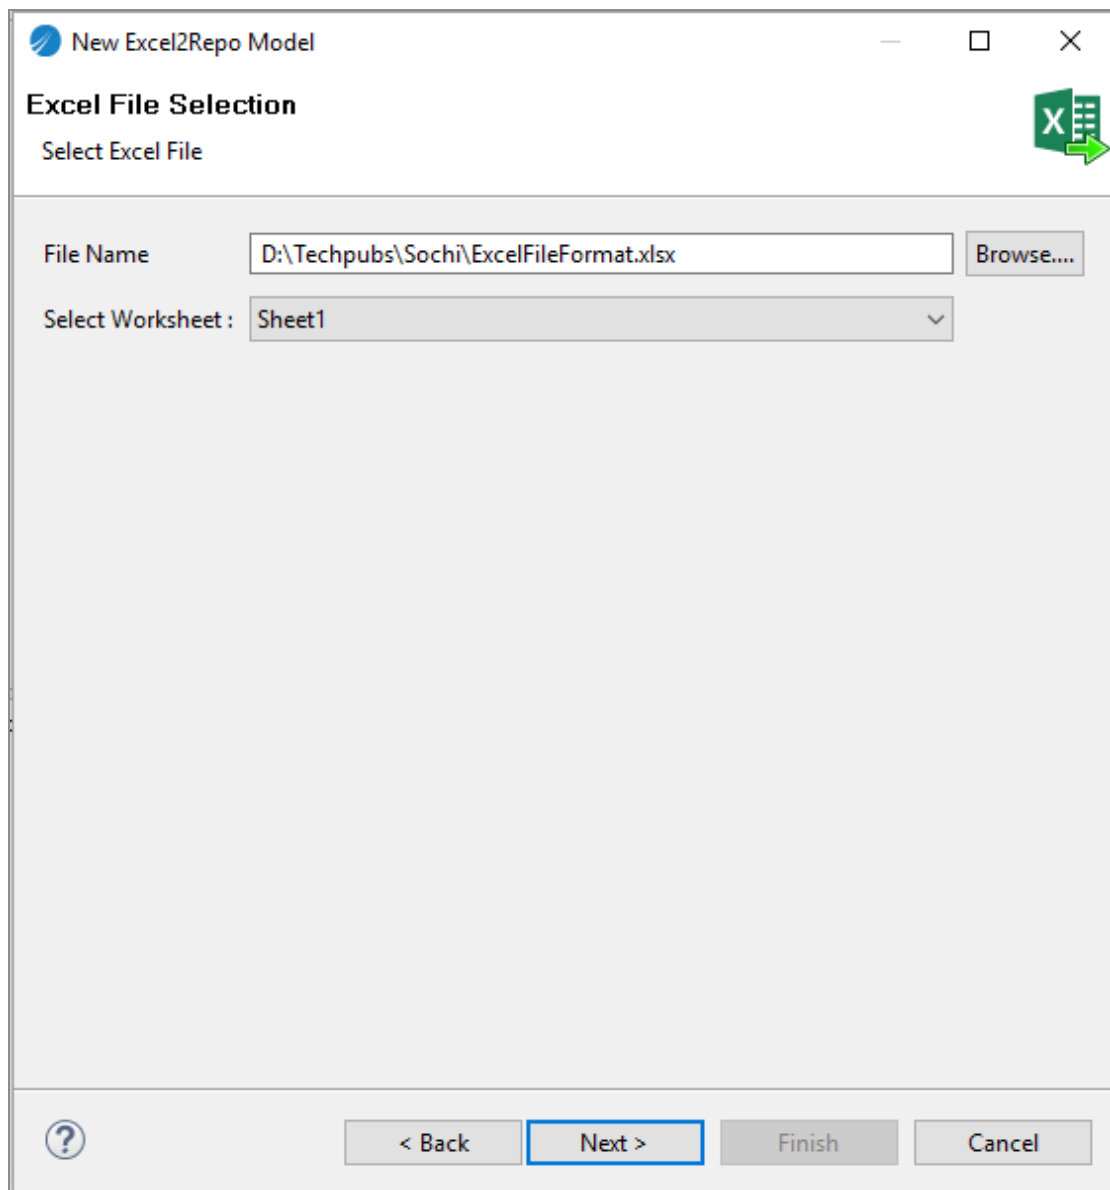 New Excel2Repo Model
Excel File Selection
Select Excel File
File Name D:\Techpubs\Sochi\ExcelFileFormat.xlsx Browse....
Select Worksheet : Sheet1
? < Back Next > Finish Cancel